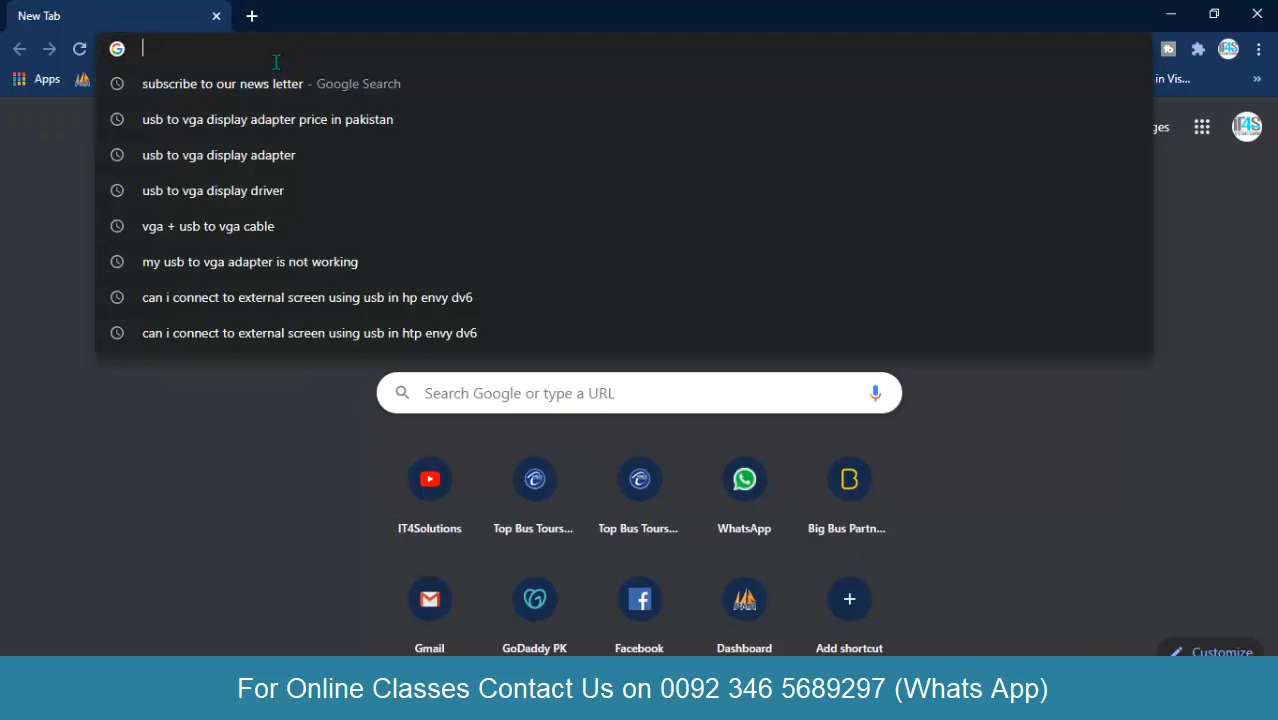 New Tab
Apps
in Vis...
»
subscribe to our news letter - Google Search
usb to vga display adapter price in pakistan
usb to vga display adapter
usb to vga display driver
vga + usb to vga cable
my usb to vga adapter is not working
can i connect to external screen using usb in hp envy dv6
can i connect to external screen using usb in htp envy dv6
ges
IT4S
Search Google or type a URL
IT4Solutions
Top Bus Tours...
Top Bus Tours...
WhatsApp
Big Bus Partn...
Gmail
GoDaddy PK
Facebook
Dashboard
Add shortcut
Customize
For Online Classes Contact Us on 0092 346 5689297 (Whats App)